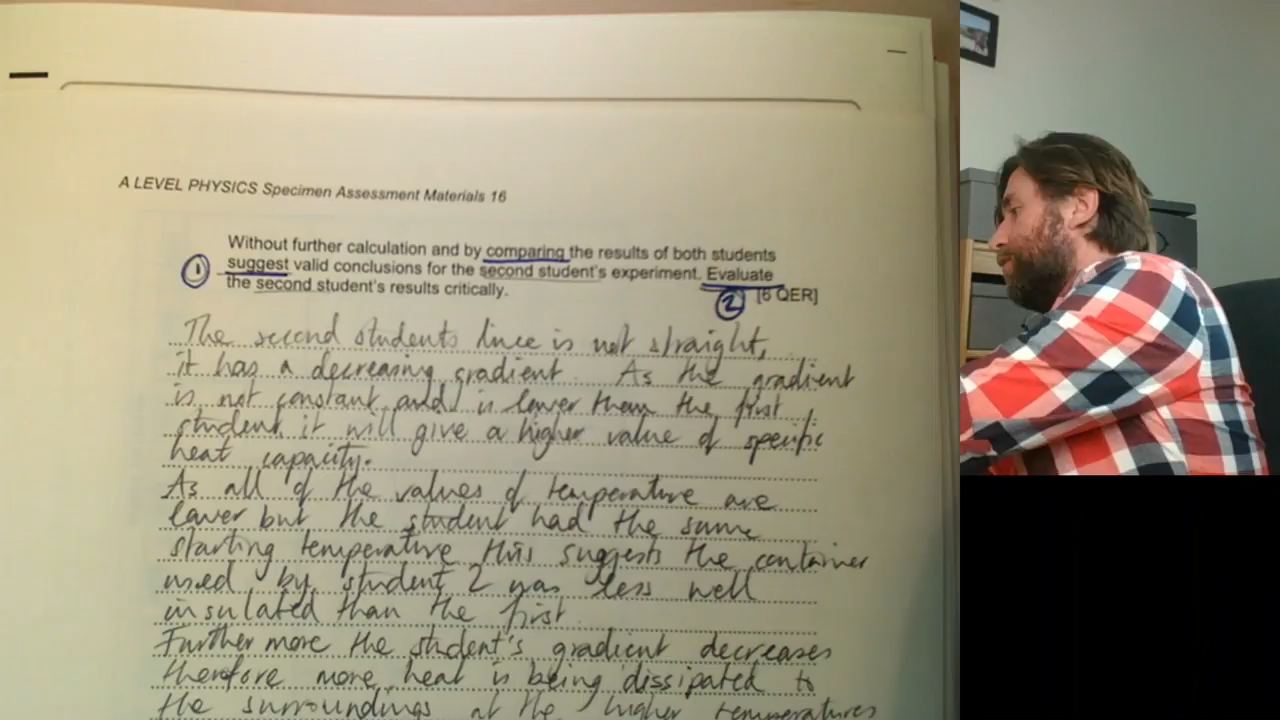 A LEVEL PHYSICS Specimen Assessment Materials 16
Without further calculation and by comparing the results of both students
① suggest valid conclusions for the second student's experiment. Evaluate
the second student's results critically. ② [6 QER]
The second students lince is not straight,
it has a decreasing gradient. As the gradient
is not constant and is lower than the first
student, it will give a higher value of specific
heat capacity.
As all of the values of temperature are
lower but the student had the same
starting temperature this suggests the container
used by student 2 was less well
insulated than the first.
Further more the student's gradient decreases
therefore more heat is being dissipated to
the surroundings at the higher temperatures